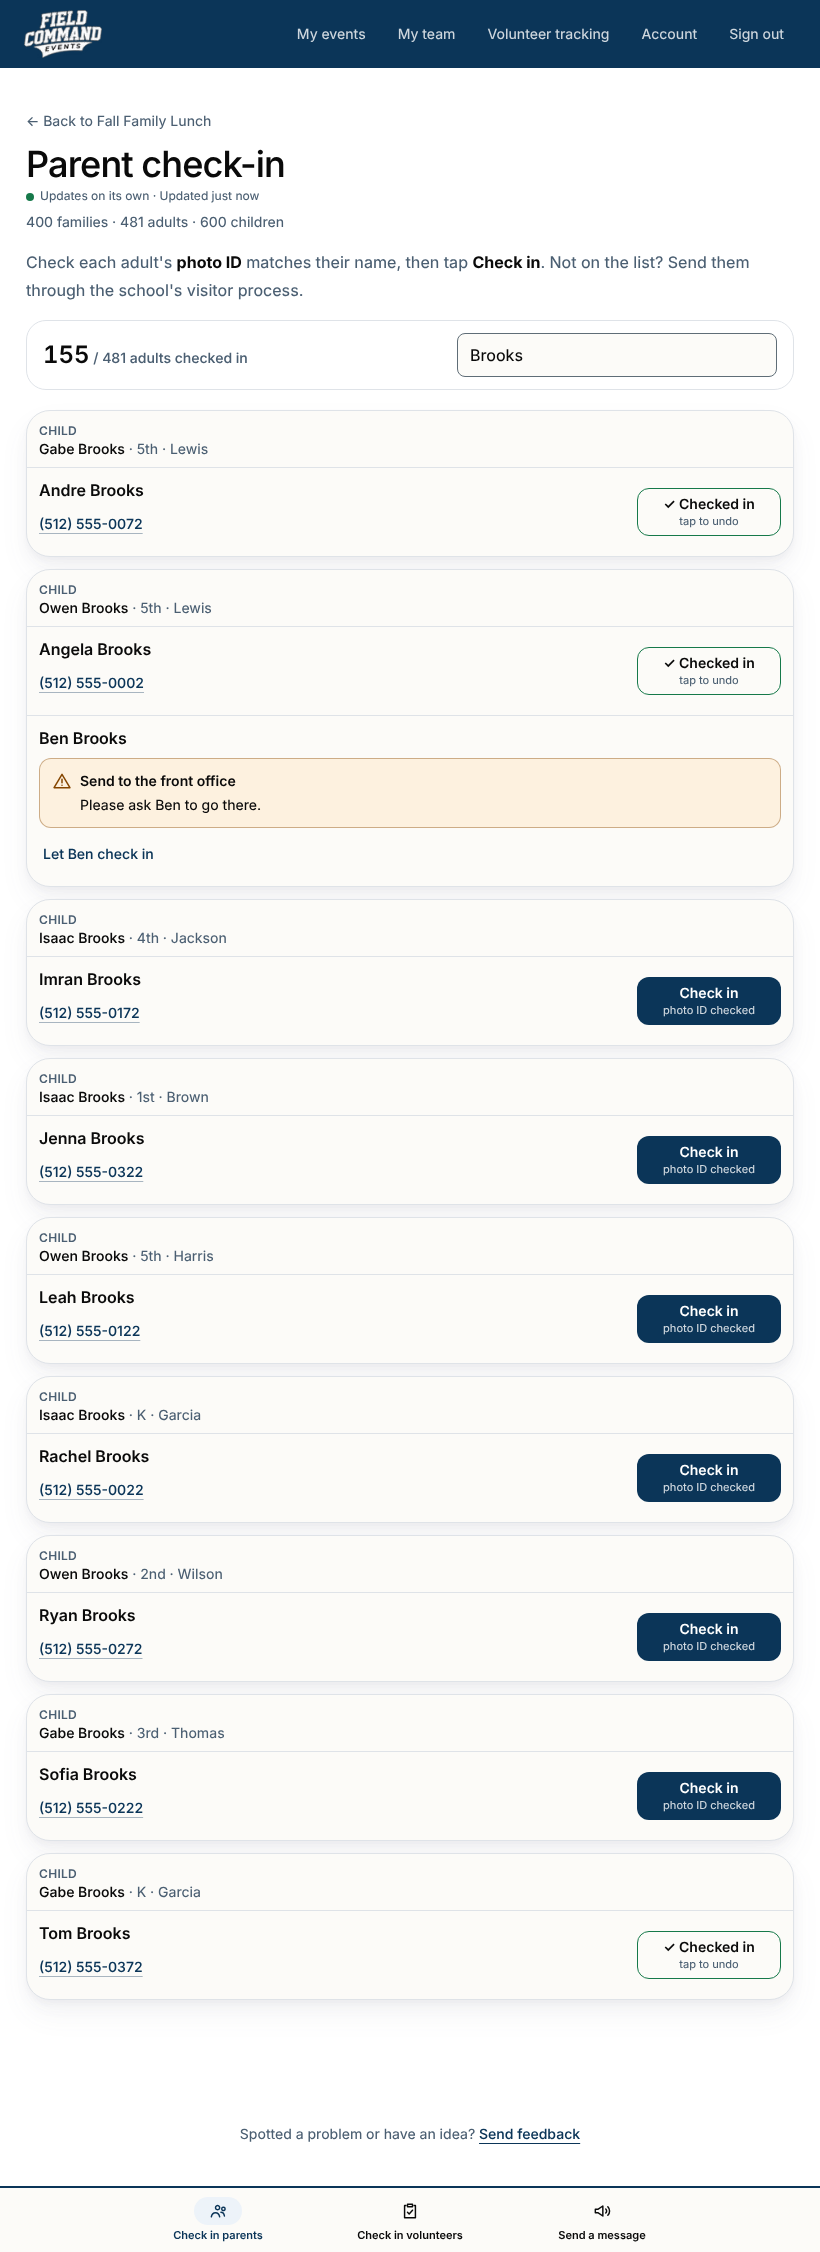 FIELD
COMMAND
EVENTS
My events
My team
Volunteer tracking
Account
Sign out
← Back to Fall Family Lunch
Parent check-in
Updates on its own · Updated just now
400 families · 481 adults · 600 children
Check each adult's photo ID matches their name, then tap Check in. Not on the list? Send them
through the school's visitor process.
155 / 481 adults checked in
Brooks
CHILD
Gabe Brooks · 5th · Lewis
Andre Brooks
(512) 555-0072
✓ Checked in
tap to undo
CHILD
Owen Brooks · 5th · Lewis
Angela Brooks
(512) 555-0002
✓ Checked in
tap to undo
Ben Brooks
Send to the front office
Please ask Ben to go there.
Let Ben check in
CHILD
Isaac Brooks · 4th · Jackson
Imran Brooks
(512) 555-0172
Check in
photo ID checked
CHILD
Isaac Brooks · 1st · Brown
Jenna Brooks
(512) 555-0322
Check in
photo ID checked
CHILD
Owen Brooks · 5th · Harris
Leah Brooks
(512) 555-0122
Check in
photo ID checked
CHILD
Isaac Brooks · K · Garcia
Rachel Brooks
(512) 555-0022
Check in
photo ID checked
CHILD
Owen Brooks · 2nd · Wilson
Ryan Brooks
(512) 555-0272
Check in
photo ID checked
CHILD
Gabe Brooks · 3rd · Thomas
Sofia Brooks
(512) 555-0222
Check in
photo ID checked
CHILD
Gabe Brooks · K · Garcia
Tom Brooks
(512) 555-0372
✓ Checked in
tap to undo
Spotted a problem or have an idea? Send feedback
Check in parents
Check in volunteers
Send a message